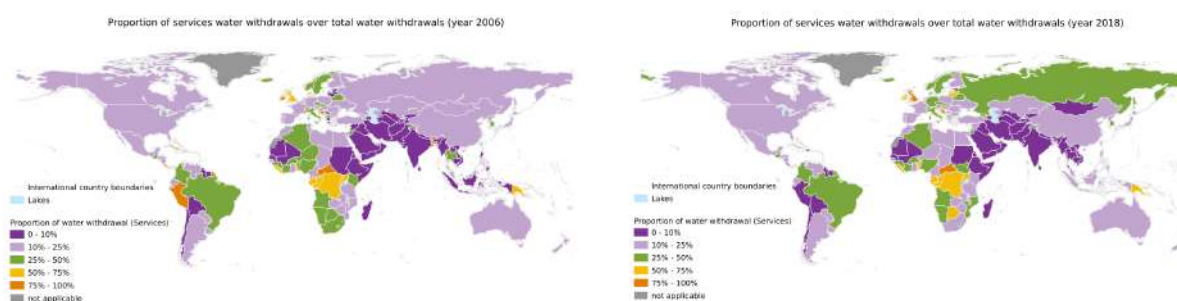 Proportion of services water withdrawals over total water withdrawals (year 2006)
International country boundaries
Lakes
Proportion of water withdrawal (Services)
0 - 10%
10% - 25%
25% - 50%
50% - 75%
75% - 100%
not applicable
Proportion of services water withdrawals over total water withdrawals (year 2018)
International country boundaries
Lakes
Proportion of water withdrawal (Services)
0 - 10%
10% - 25%
25% - 50%
50% - 75%
75% - 100%
not applicable